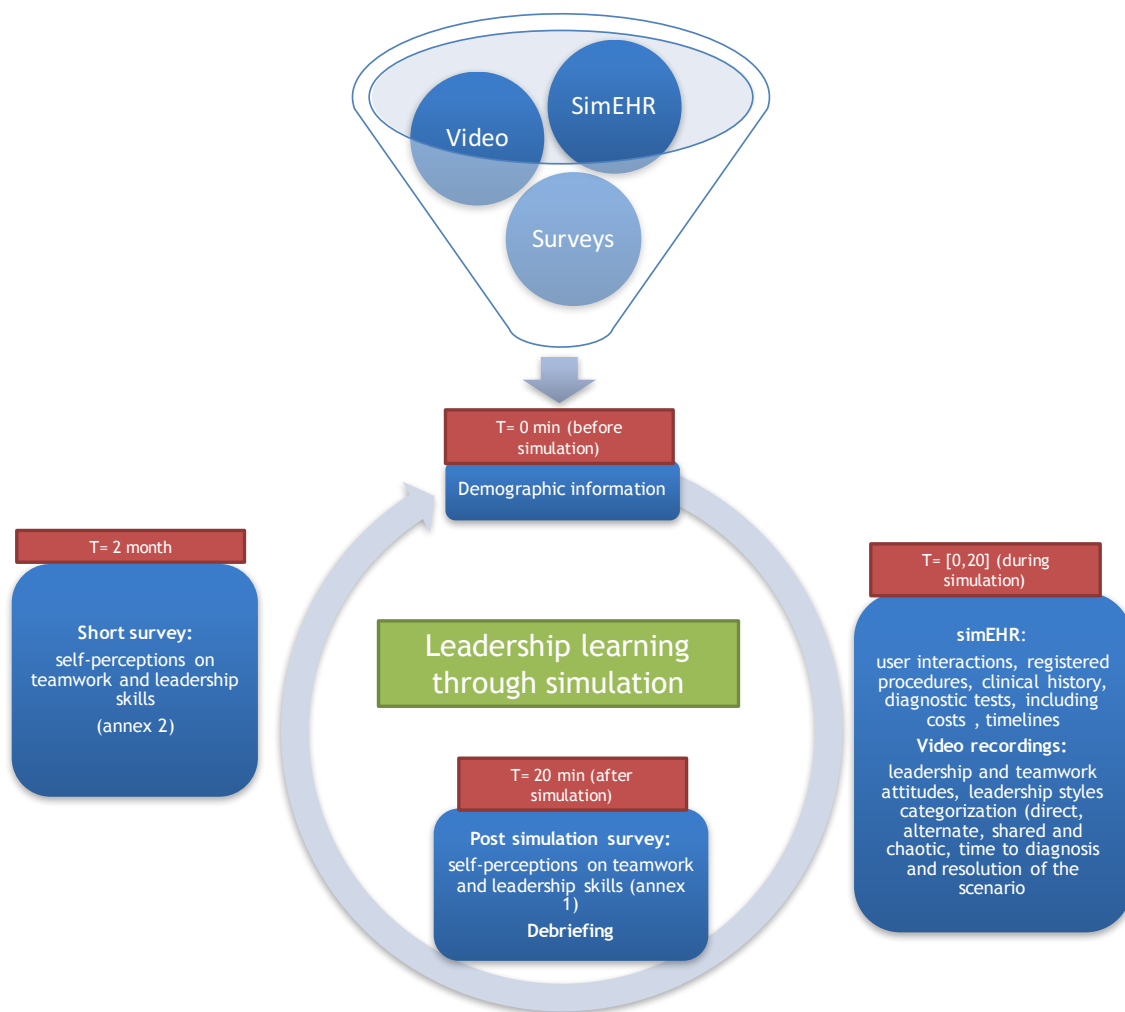 SimEHR
Video
Surveys
T= 0 min (before
simulation)
Demographic information
T= 2 month
Short survey:
self-perceptions on
teamwork and leadership
skills
(annex 2)
Leadership learning
through simulation
T= [0,20] (during
simulation)
simEHR:
user interactions, registered
procedures, clinical history,
diagnostic tests, including
costs , timelines
Video recordings:
leadership and teamwork
attitudes, leadership styles
categorization (direct,
alternate, shared and
chaotic, time to diagnosis
and resolution of the
scenario
T= 20 min (after
simulation)
Post simulation survey:
self-perceptions on teamwork
and leadership skills (annex
1)
Debriefing